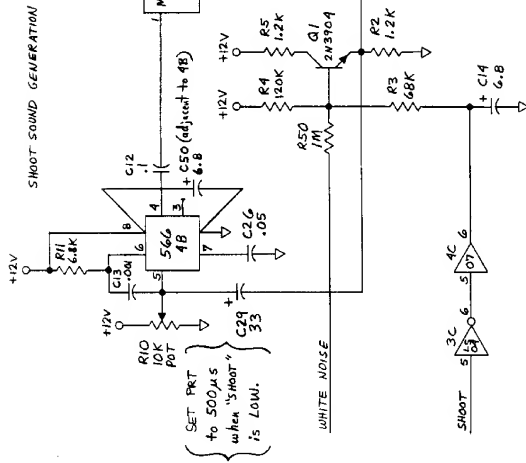 SHOOT SOUND GENERATION
+12V
R11
6.8K
C13
.001
8
6
5
566
4B
4
3
7
C12
.1
1
+ C50 (adjacent to 4B)
6.8
C26
.05
+12V
R10
10K
POT
+
C29
33
SET PRT
to 500µs
when "SHOOT"
is LOW.
+12V
R5
1.2K
Q1
2N3904
R2
1.2K
+12V
R4
120K
R50
1M
R3
68K
+ C14
6.8
WHITE NOISE
SHOOT
5
3C
6
5
4C
07
6